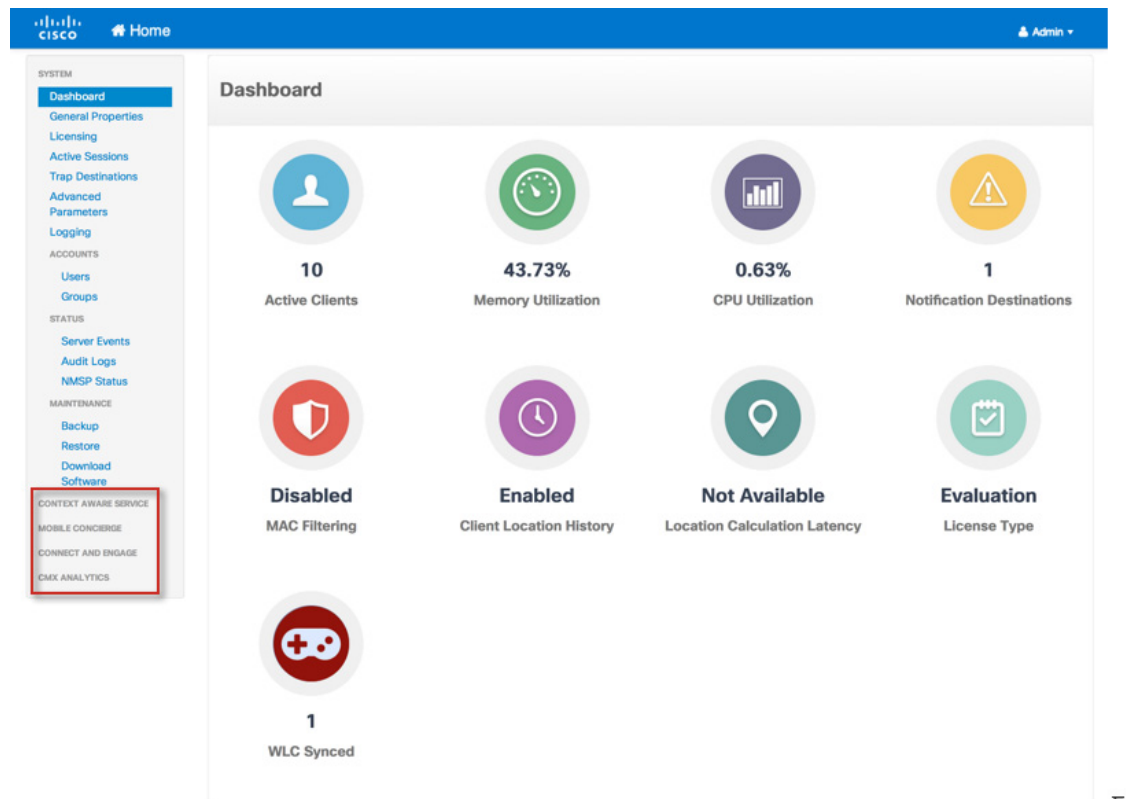 CISCO
Home
Admin
SYSTEM
Dashboard
General Properties
Licensing
Active Sessions
Trap Destinations
Advanced
Parameters
Logging
ACCOUNTS
Users
Groups
STATUS
Server Events
Audit Logs
NMSP Status
MAINTENANCE
Backup
Restore
Download
Software
CONTEXT AWARE SERVICE
MOBILE CONCIERGE
CONNECT AND ENGAGE
CMX ANALYTICS
Dashboard
10
Active Clients
43.73%
Memory Utilization
0.63%
CPU Utilization
1
Notification Destinations
Disabled
MAC Filtering
Enabled
Client Location History
Not Available
Location Calculation Latency
Evaluation
License Type
1
WLC Synced